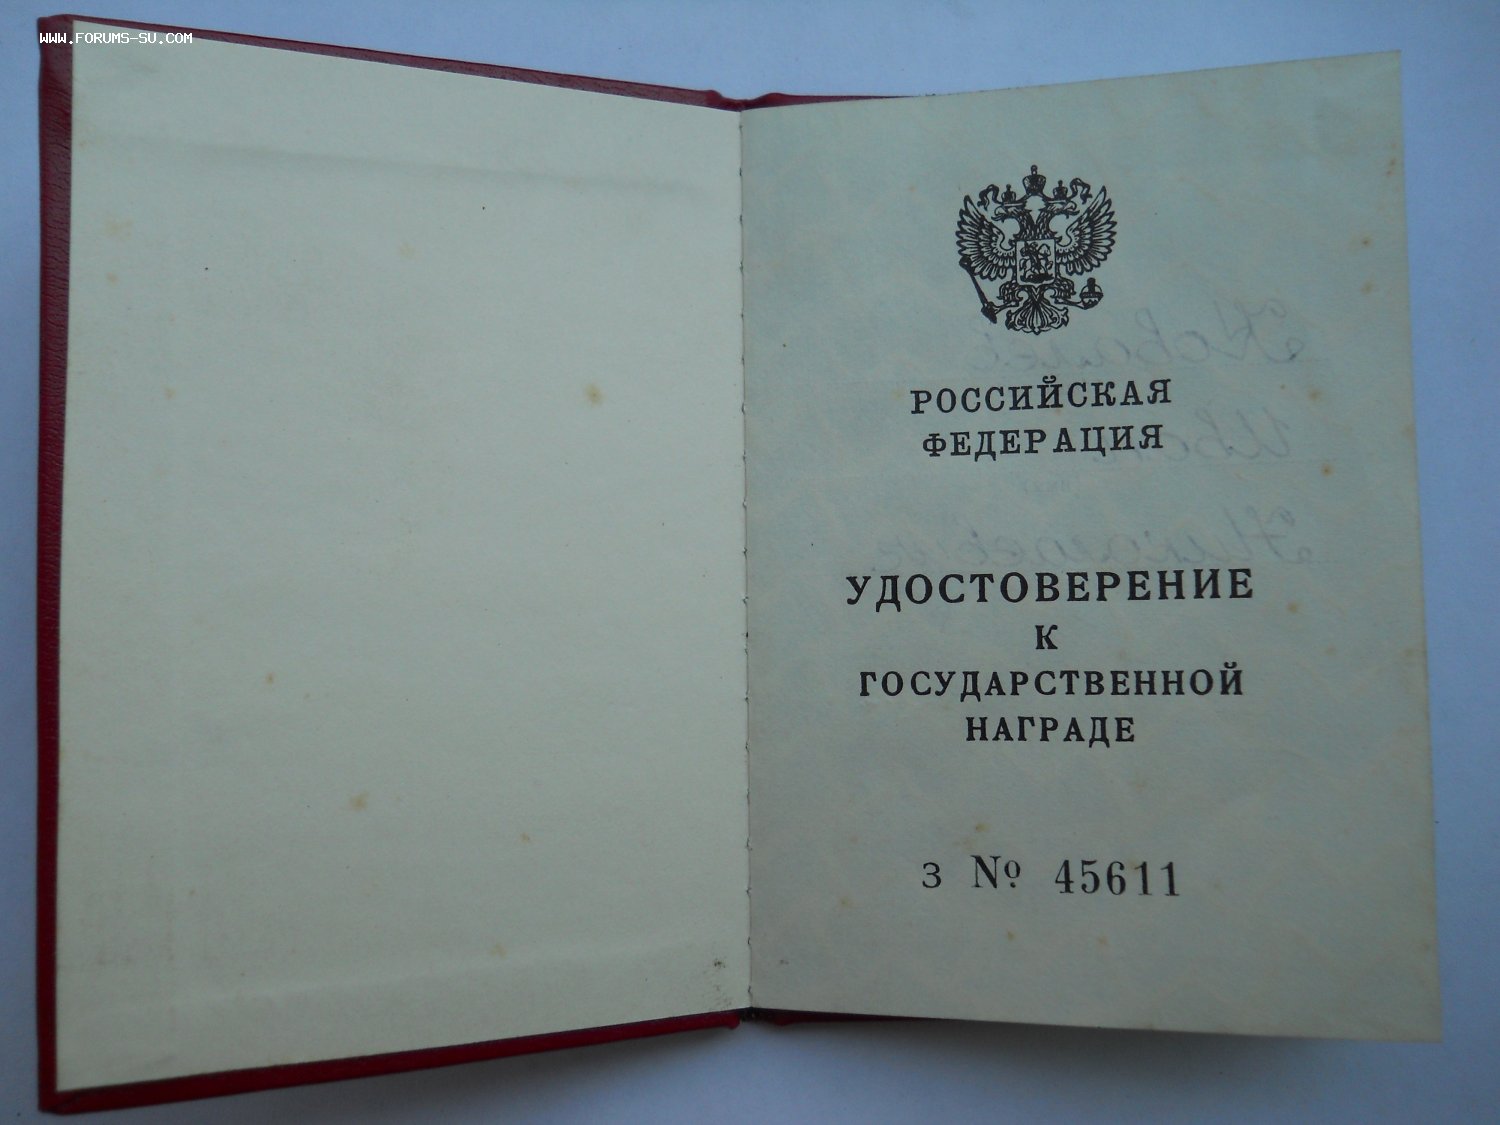 WWW.FORUMS-SU.COM
РОССИЙСКАЯ
ФЕДЕРАЦИЯ
УДОСТОВЕРЕНИЕ
К
ГОСУДАРСТВЕННОЙ
НАГРАДЕ
З № 45611